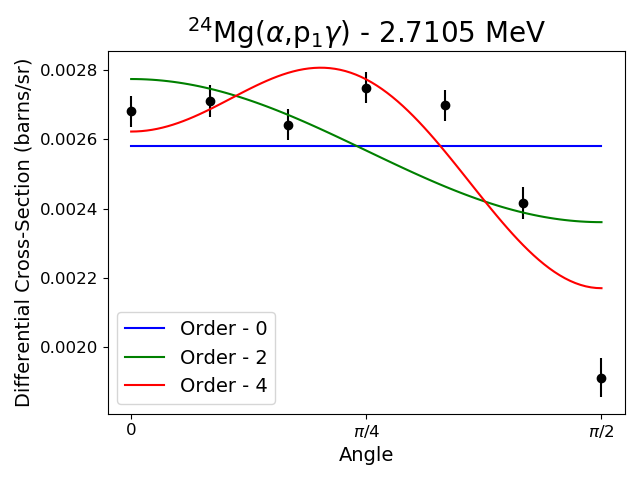 ²⁴Mg(α,p₁γ) - 2.7105 MeV
Differential Cross-Section (barns/sr)
0.0028
0.0026
0.0024
0.0022
0.0020
Order - 0
Order - 2
Order - 4
0
π/4
π/2
Angle